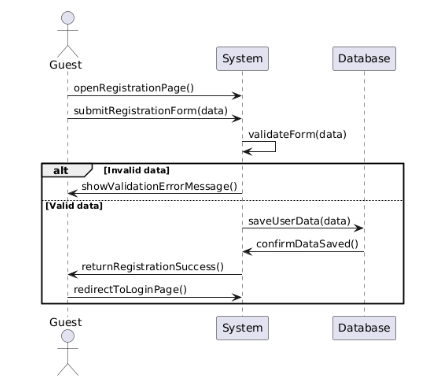 Guest
System
Database
openRegistrationPage()
submitRegistrationForm(data)
validateForm(data)
alt [Invalid data]
showValidationErrorMessage()
[Valid data]
saveUserData(data)
confirmDataSaved()
returnRegistrationSuccess()
redirectToLoginPage()
Guest
System
Database